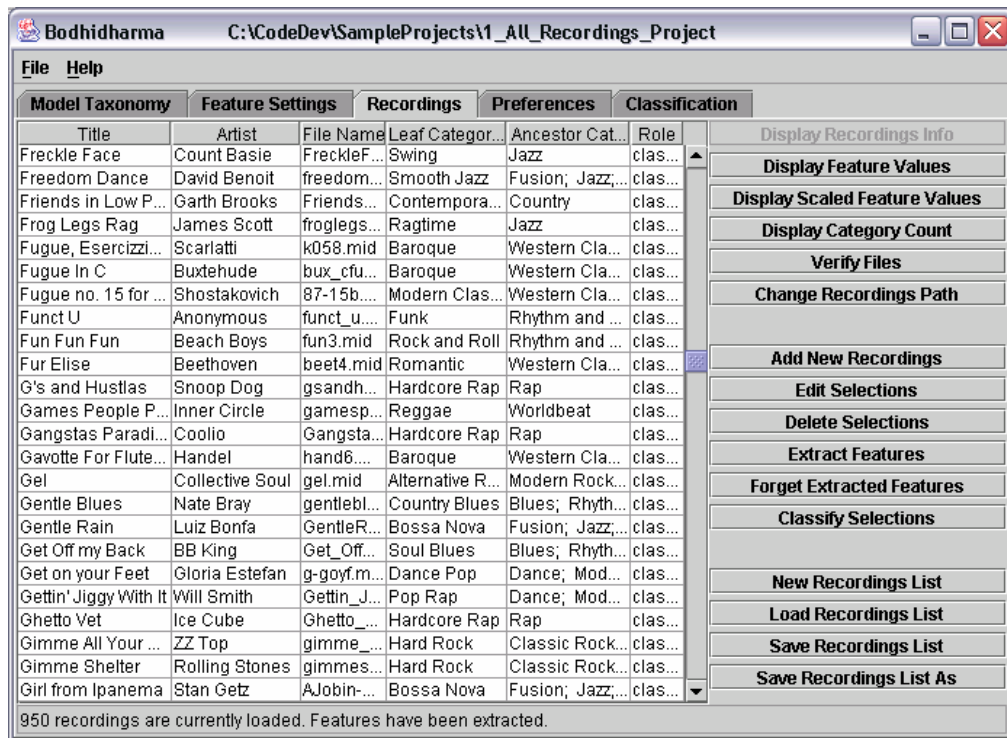 Bodhidharma C:\CodeDev\SampleProjects\1_All_Recordings_Project
File Help
Model Taxonomy Feature Settings Recordings Preferences Classification
Title Artist File Name Leaf Categor... Ancestor Cat... Role
Freckle Face Count Basie FreckleF... Swing Jazz clas...
Freedom Dance David Benoit freedom... Smooth Jazz Fusion; Jazz;... clas...
Friends in Low P... Garth Brooks Friends... Contempora... Country clas...
Frog Legs Rag James Scott froglegs... Ragtime Jazz clas...
Fugue, Esercizzi... Scarlatti k058.mid Baroque Western Cla... clas...
Fugue In C Buxtehude bux_cfu... Baroque Western Cla... clas...
Fugue no. 15 for ... Shostakovich 87-15b.... Modern Clas... Western Cla... clas...
Funct U Anonymous funct_u.... Funk Rhythm and ... clas...
Fun Fun Fun Beach Boys fun3.mid Rock and Roll Rhythm and ... clas...
Fur Elise Beethoven beet4.mid Romantic Western Cla... clas...
G's and Hustlas Snoop Dog gsandh... Hardcore Rap Rap clas...
Games People P... Inner Circle gamesp... Reggae Worldbeat clas...
Gangstas Paradi... Coolio Gangsta... Hardcore Rap Rap clas...
Gavotte For Flute... Handel hand6.... Baroque Western Cla... clas...
Gel Collective Soul gel.mid Alternative R... Modern Rock... clas...
Gentle Blues Nate Bray gentlebl... Country Blues Blues; Rhyth... clas...
Gentle Rain Luiz Bonfa GentleR... Bossa Nova Fusion; Jazz;... clas...
Get Off my Back BB King Get_Off... Soul Blues Blues; Rhyth... clas...
Get on your Feet Gloria Estefan g-goyf.m... Dance Pop Dance; Mod... clas...
Gettin' Jiggy With It Will Smith Gettin_J... Pop Rap Dance; Mod... clas...
Ghetto Vet Ice Cube Ghetto_... Hardcore Rap Rap clas...
Gimme All Your ... ZZ Top gimme_... Hard Rock Classic Rock... clas...
Gimme Shelter Rolling Stones gimmes... Hard Rock Classic Rock... clas...
Girl from Ipanema Stan Getz AJobin-... Bossa Nova Fusion; Jazz;... clas...
Display Recordings Info
Display Feature Values
Display Scaled Feature Values
Display Category Count
Verify Files
Change Recordings Path
Add New Recordings
Edit Selections
Delete Selections
Extract Features
Forget Extracted Features
Classify Selections
New Recordings List
Load Recordings List
Save Recordings List
Save Recordings List As
950 recordings are currently loaded. Features have been extracted.